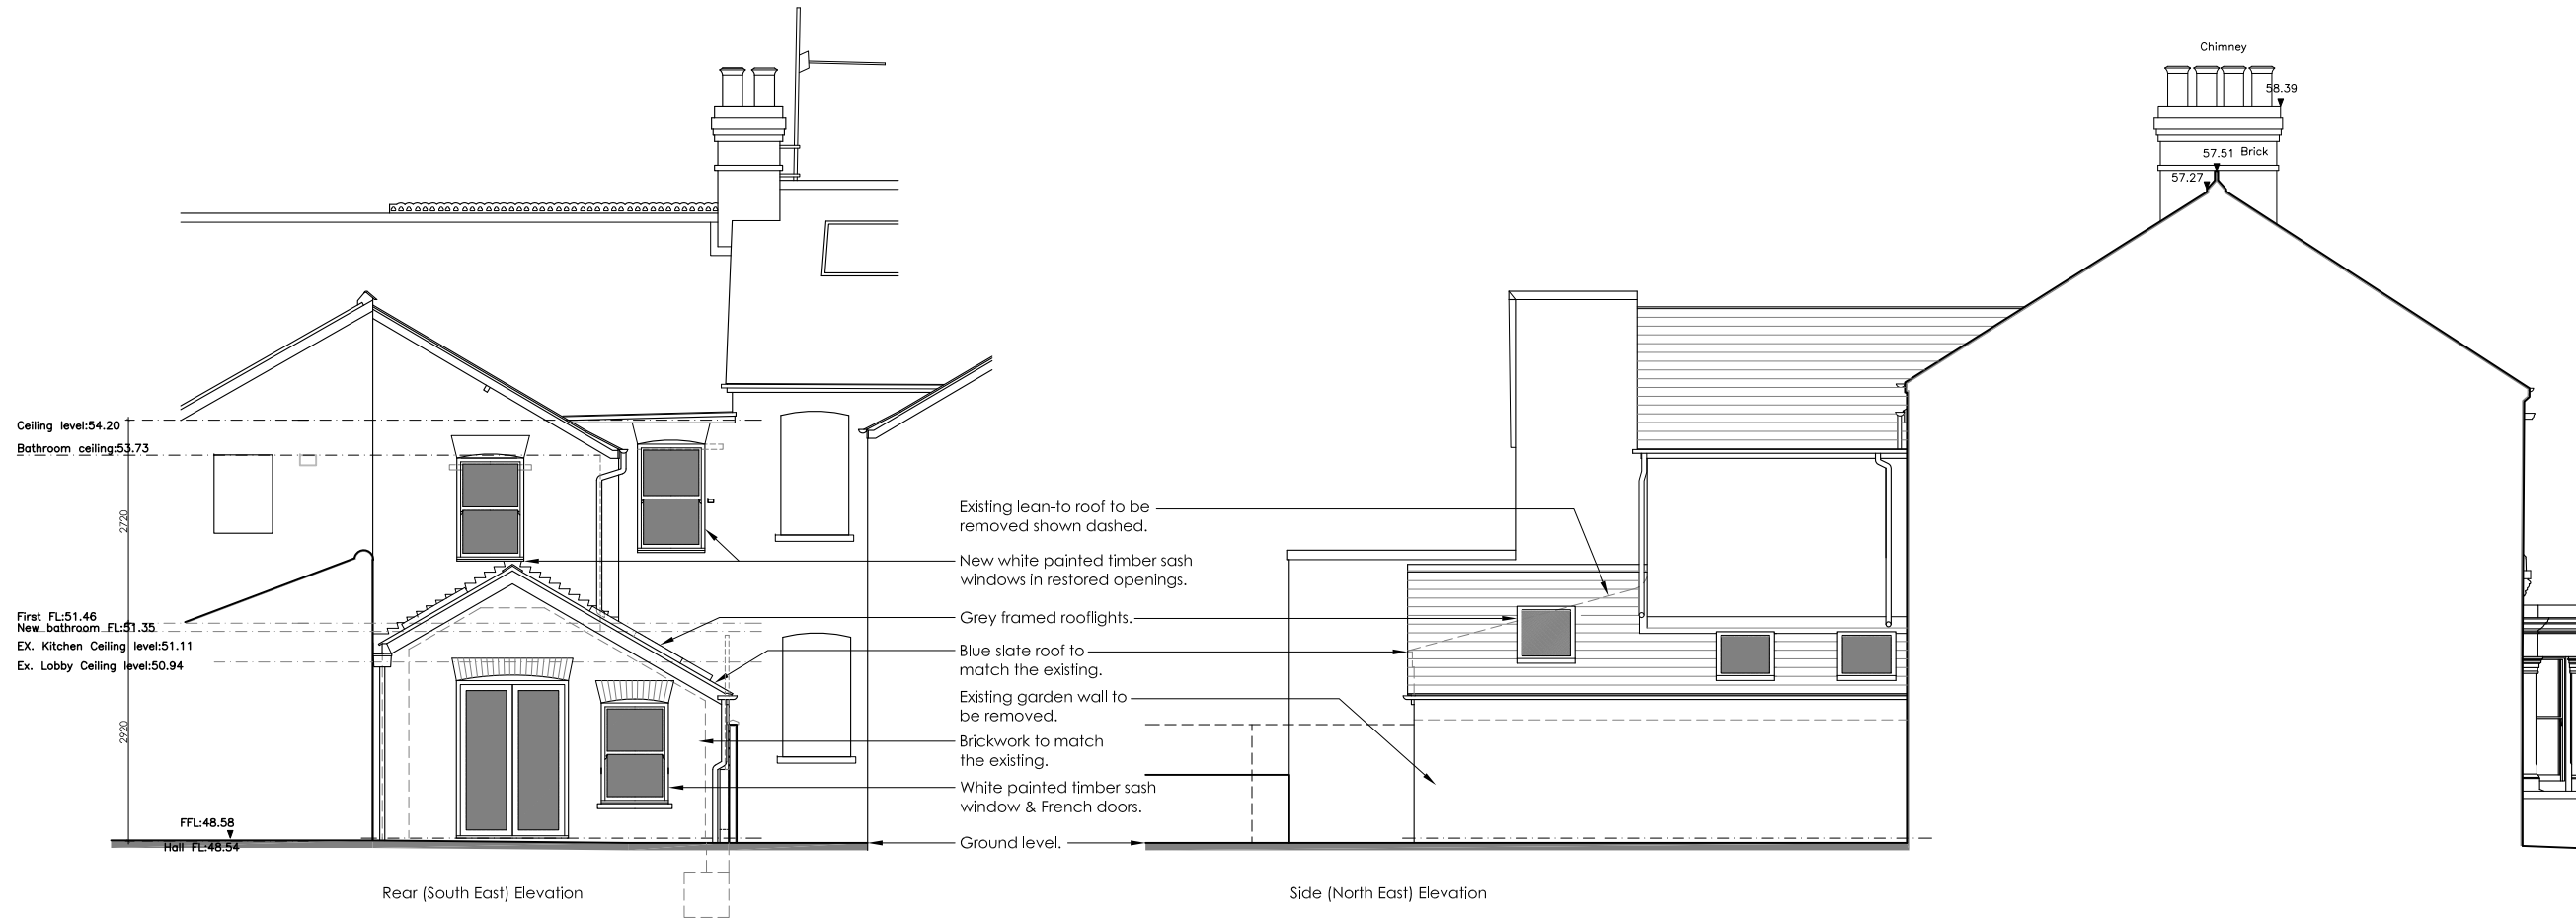 Chimney
58.39
57.51 Brick
57.27
Ceiling level:54.20
Bathroom ceiling:53.73
2720
Existing lean-to roof to be
removed shown dashed.
New white painted timber sash
windows in restored openings.
First FL:51.46
New bathroom FL:51.35
EX. Kitchen Ceiling level:51.11
Ex. Lobby Ceiling level:50.94
Grey framed rooflights.
Blue slate roof to
match the existing.
Existing garden wall to
be removed.
2920
Brickwork to match
the existing.
White painted timber sash
window & French doors.
FFL:48.58
Hall FL:48.54
Ground level.
Rear (South East) Elevation
Side (North East) Elevation